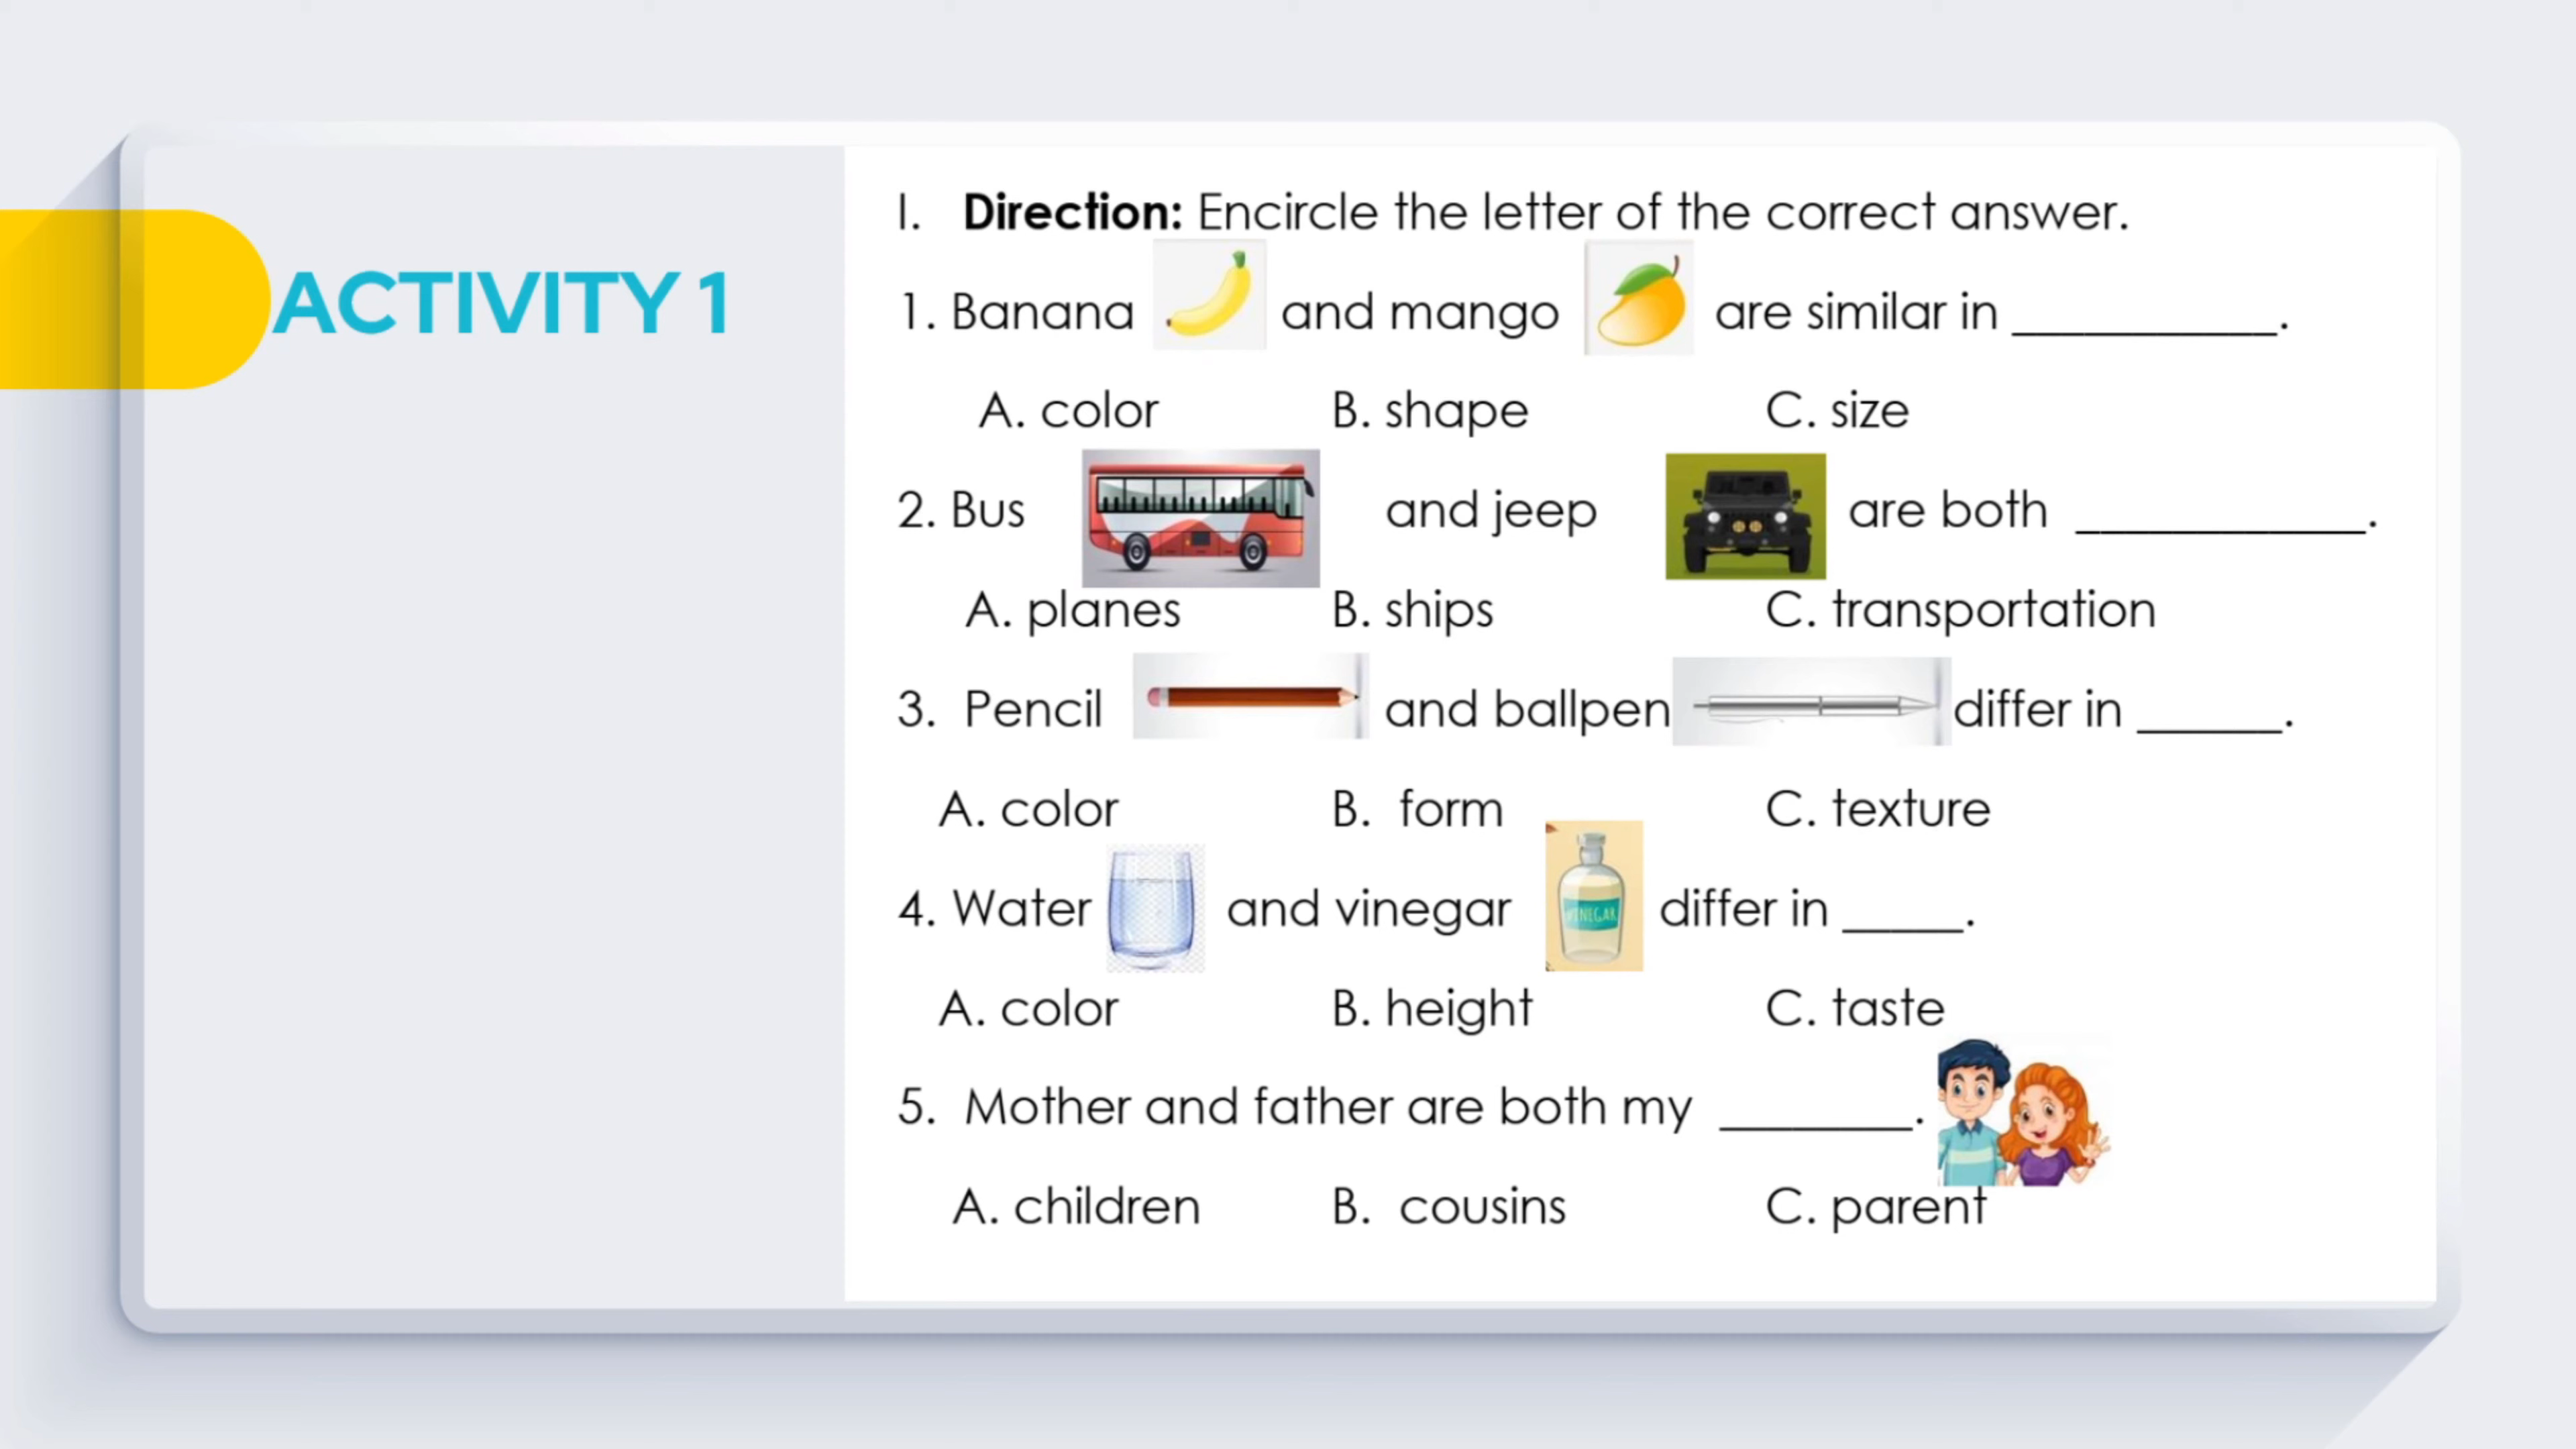 ACTIVITY 1
I. Direction: Encircle the letter of the correct answer.
1. Banana and mango are similar in ___________.
A. color B. shape C. size
2. Bus and jeep are both ____________.
A. planes B. ships C. transportation
3. Pencil and ballpen differ in ______.
A. color B. form C. texture
4. Water and vinegar VINEGAR differ in _____.
A. color B. height C. taste
5. Mother and father are both my ________.
A. children B. cousins C. parent